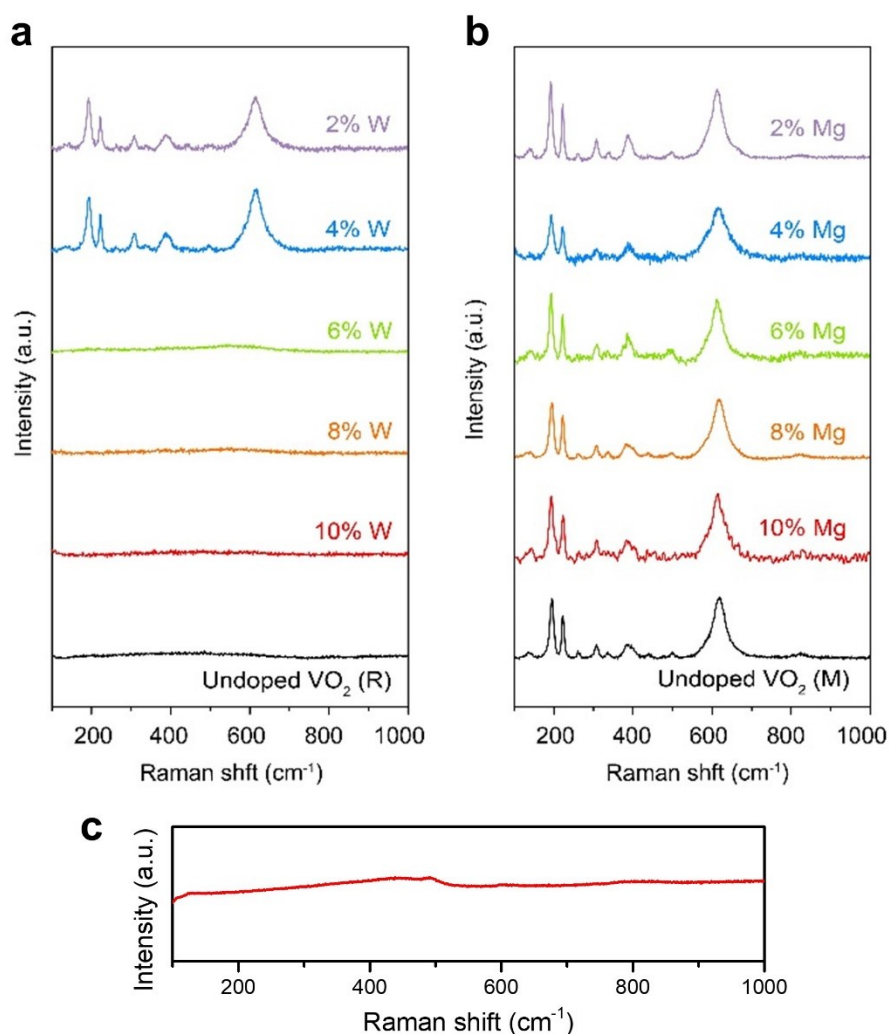 a
2% W
4% W
6% W
8% W
10% W
Undoped VO₂ (R)
Intensity (a.u.)
200 400 600 800 1000
Raman shft (cm⁻¹)
b
2% Mg
4% Mg
6% Mg
8% Mg
10% Mg
Undoped VO₂ (M)
Intensity (a.u.)
200 400 600 800 1000
Raman shft (cm⁻¹)
c
Intensity (a.u.)
200 400 600 800 1000
Raman shift (cm⁻¹)